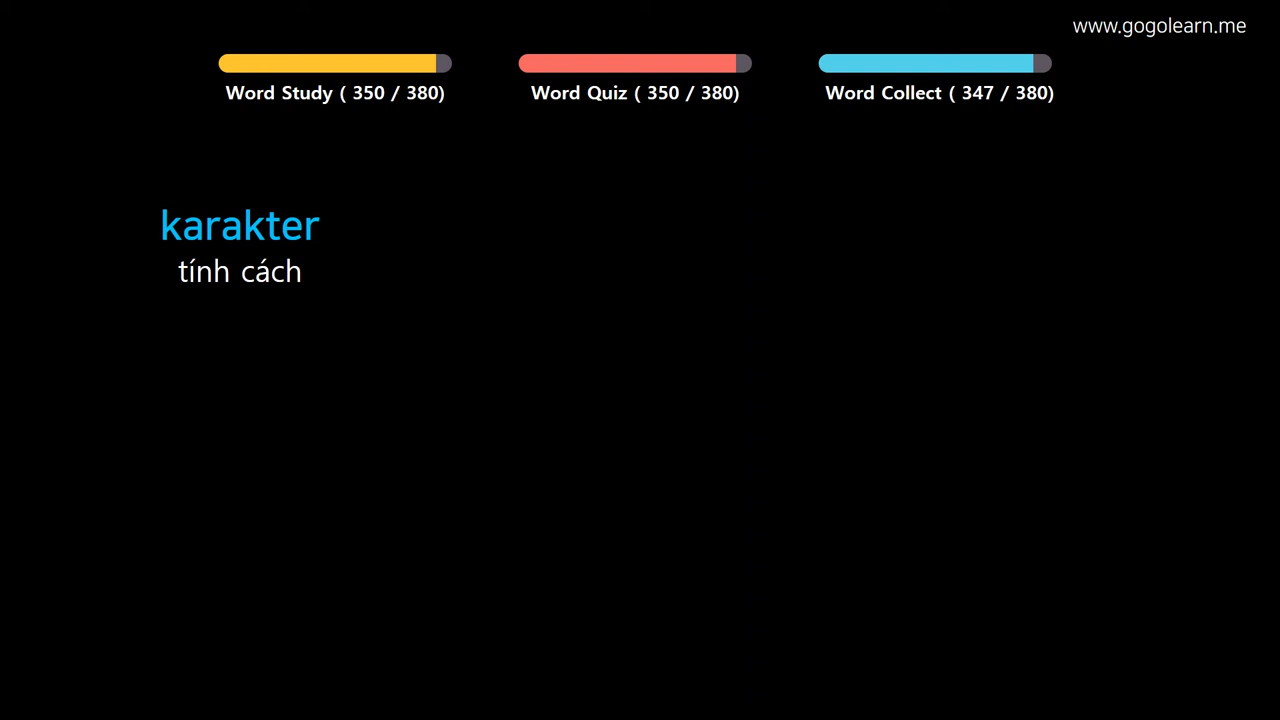 www.gogolearn.me
Word Study ( 350 / 380)
Word Quiz ( 350 / 380)
Word Collect ( 347 / 380)
karakter
tính cách